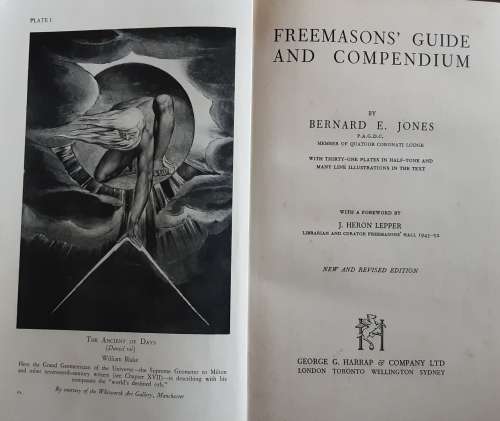 PLATE I
THE ANCIENT OF DAYS
(Daniel vii)
William Blake
Here the Grand Geometrician of the Universe—the Supreme Geometer to Milton
and other seventeenth-century writers (see Chapter XVII)—is describing with his
compasses the "world's destined orb."
By courtesy of the Whitworth Art Gallery, Manchester
FREEMASONS' GUIDE
AND COMPENDIUM
BY
BERNARD E. JONES
P.A.G.D.C.
MEMBER OF QUATUOR CORONATI LODGE
WITH THIRTY-ONE PLATES IN HALF-TONE AND
MANY LINE ILLUSTRATIONS IN THE TEXT
WITH A FOREWORD BY
J. HERON LEPPER
LIBRARIAN AND CURATOR FREEMASONS' HALL 1943–52
NEW AND REVISED EDITION
GEORGE G. HARRAP & COMPANY LTD
LONDON TORONTO WELLINGTON SYDNEY